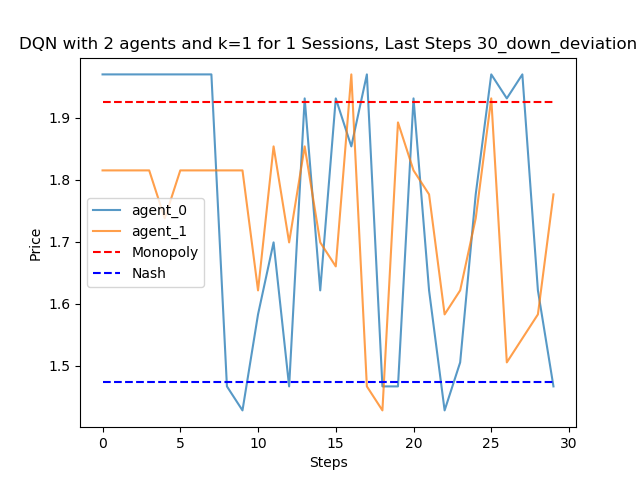 DQN with 2 agents and k=1 for 1 Sessions, Last Steps 30_down_deviation
Price
1.9
1.8
1.7
1.6
1.5
agent_0
agent_1
Monopoly
Nash
0
5
10
15
20
25
30
Steps